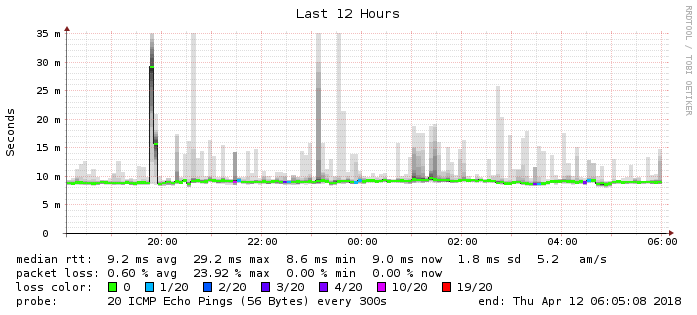 Last 12 Hours
RRDTOOL / TOBI OETIKER
Seconds
35 m
30 m
25 m
20 m
15 m
10 m
5 m
0
20:00 22:00 00:00 02:00 04:00 06:00
median rtt: 9.2 ms avg 29.2 ms max 8.6 ms min 9.0 ms now 1.8 ms sd 5.2 am/s
packet loss: 0.60 % avg 23.92 % max 0.00 % min 0.00 % now
loss color: 0 1/20 2/20 3/20 4/20 10/20 19/20
probe: 20 ICMP Echo Pings (56 Bytes) every 300s end: Thu Apr 12 06:05:08 2018